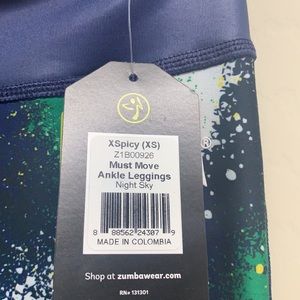 XSpicy (XS)
Z1B00926
Must Move
Ankle Leggings
Night Sky
8 88562 24307 9
MADE IN COLOMBIA
Shop at zumbawear.com
RN# 131301
®
A